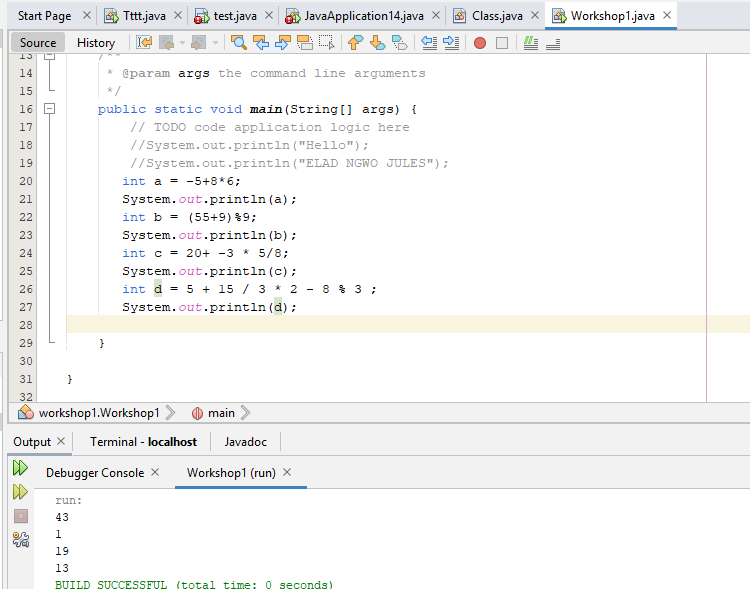 Start Page Tttt.java test.java JavaApplication14.java Class.java Workshop1.java
Source History
13 /**
14 * @param args the command line arguments
15 */
16 public static void main(String[] args) {
17 // TODO code application logic here
18 //System.out.println("Hello");
19 //System.out.println("ELAD NGWO JULES");
20 int a = -5+8*6;
21 System.out.println(a);
22 int b = (55+9)%9;
23 System.out.println(b);
24 int c = 20+ -3 * 5/8;
25 System.out.println(c);
26 int d = 5 + 15 / 3 * 2 - 8 % 3 ;
27 System.out.println(d);
28
29 }
30
31 }
32
workshop1.Workshop1 main
Output Terminal - localhost Javadoc
Debugger Console Workshop1 (run)
run:
43
1
19
13
BUILD SUCCESSFUL (total time: 0 seconds)